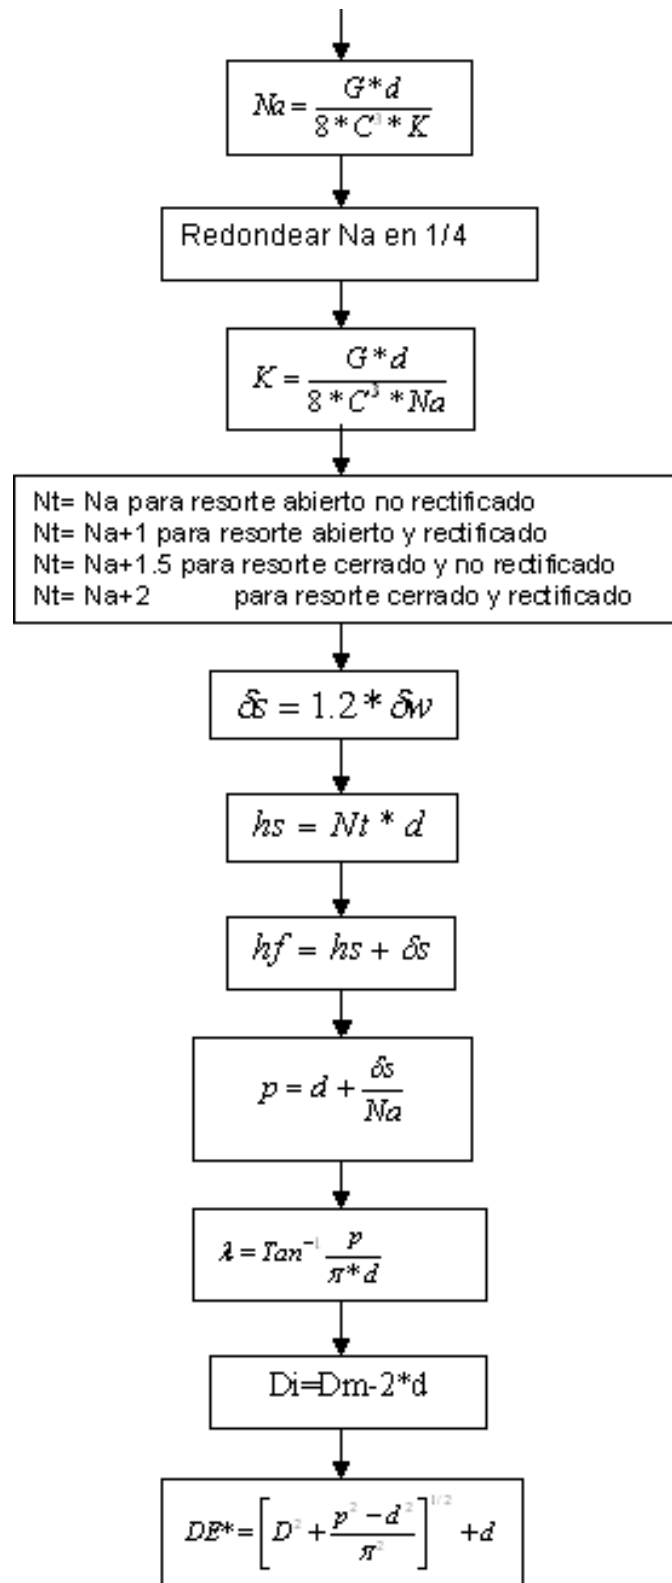 Na = G*d / 8*C³*K
Redondear Na en 1/4
K = G*d / 8*C³*Na
Nt= Na para resorte abierto no rectificado
Nt= Na+1 para resorte abierto y rectificado
Nt= Na+1.5 para resorte cerrado y no rectificado
Nt= Na+2 para resorte cerrado y rectificado
δs = 1.2* δw
hs = Nt * d
hf = hs + δs
p = d + δs / Na
λ = Tan⁻¹ p / π*d
Di=Dm-2*d
DE* = [D² + p² - d² / π²]^1/2 + d